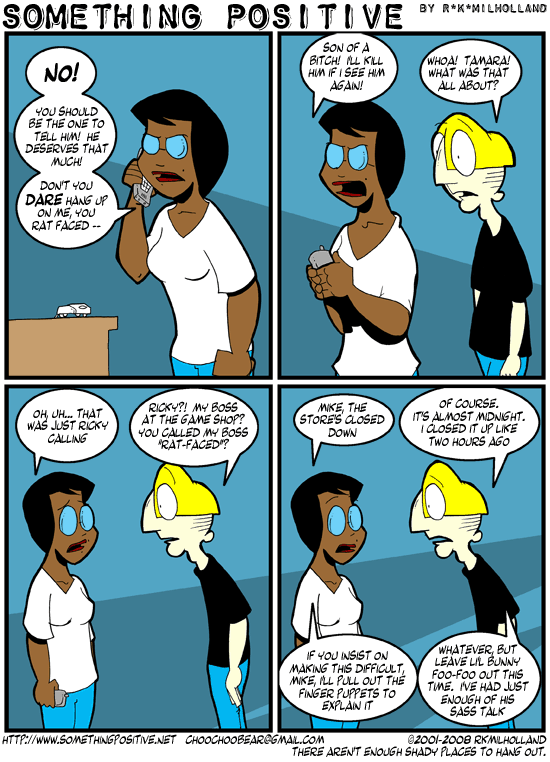 SOMETHING POSITIVE BY R*K*MILHOLLAND
NO!
YOU SHOULD
BE THE ONE TO
TELL HIM! HE
DESERVES THAT
MUCH!
DON'T YOU
DARE HANG UP
ON ME, YOU
RAT FACED --
SON OF A
BITCH! I'LL KILL
HIM IF I SEE HIM
AGAIN!
WHOA! TAMARA!
WHAT WAS THAT
ALL ABOUT?
OH, UH... THAT
WAS JUST RICKY
CALLING
RICKY?! MY BOSS
AT THE GAME SHOP?
YOU CALLED MY BOSS
"RAT-FACED"?
MIKE, THE
STORE'S CLOSED
DOWN
OF COURSE.
IT'S ALMOST MIDNIGHT.
I CLOSED IT UP LIKE
TWO HOURS AGO
IF YOU INSIST ON
MAKING THIS DIFFICULT,
MIKE, I'LL PULL OUT THE
FINGER PUPPETS TO
EXPLAIN IT
WHATEVER, BUT
LEAVE LI'L BUNNY
FOO-FOO OUT THIS
TIME. I'VE HAD JUST
ENOUGH OF HIS
SASS TALK
HTTP://WWW.SOMETHINGPOSITIVE.NET CHOOCHOOBEAR@GMAIL.COM ©2001-2008 RKMILHOLLAND
THERE AREN'T ENOUGH SHADY PLACES TO HANG OUT.